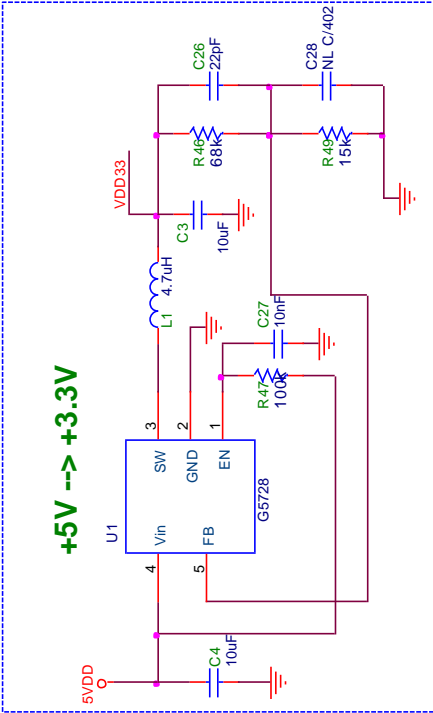 +5V --> +3.3V
5VDD
C4
10uF
U1
4
Vin
5
FB
SW
3
GND
2
EN
1
G5728
L1
4.7uH
VDD33
C3
10uF
R47
100k
C27
10nF
R46
68k
C26
22pF
R49
15k
C28
NL C/402